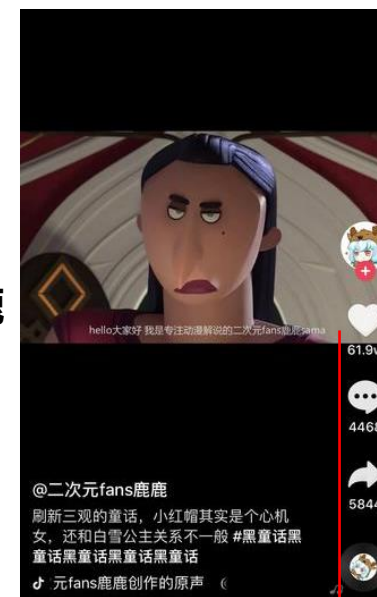 hello大家好 我是专注动漫解说的二次元fans鹿鹿sama
61.9w
4468
5844
@二次元fans鹿鹿
刷新三观的童话，小红帽其实是个心机
女，还和白雪公主关系不一般 #黑童话黑
童话黑童话黑童话黑童话
元fans鹿鹿创作的原声